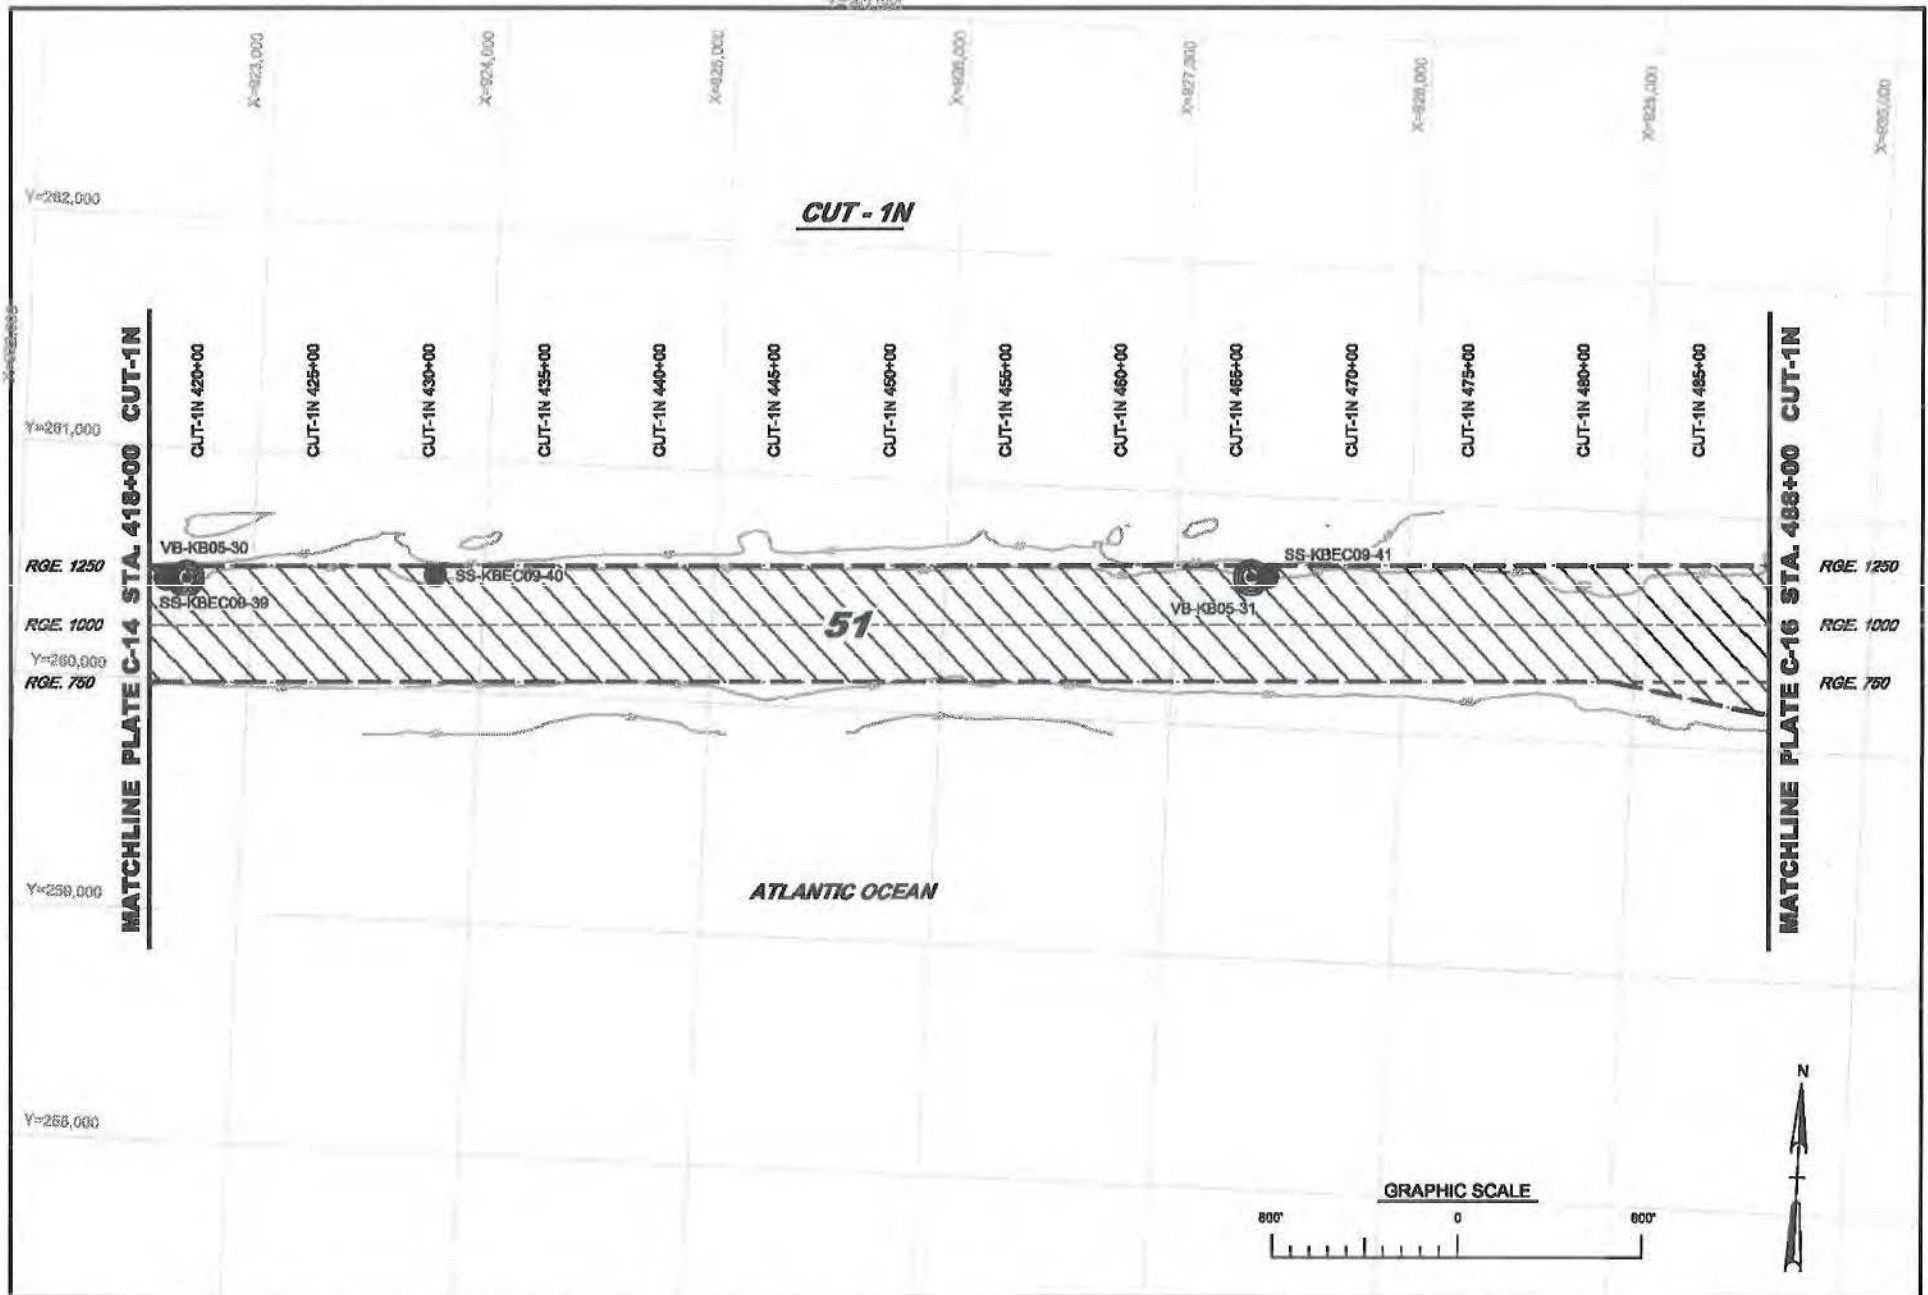 X=923,000
X=924,000
X=925,000
X=926,000
X=928,000
X=929,000
X=930,000
Y=262,000
CUT - 1N
CUT-1N 420+00
CUT-1N 425+00
CUT-1N 430+00
CUT-1N 435+00
CUT-1N 440+00
CUT-1N 445+00
CUT-1N 450+00
CUT-1N 455+00
CUT-1N 460+00
CUT-1N 465+00
CUT-1N 470+00
CUT-1N 475+00
CUT-1N 480+00
CUT-1N 485+00
Y=261,000
MATCHLINE PLATE C-14 STA. 418+00 CUT-1N
MATCHLINE PLATE C-16 STA. 488+00 CUT-1N
VB-KB05-30
SS-KBEC09-41
RGE. 1250
RGE. 1250
SS-KBEC09-40
SS-KBEC09-39
VB-KB05-31
RGE. 1000
51
RGE. 1000
Y=260,000
RGE. 750
RGE. 750
Y=259,000
ATLANTIC OCEAN
N
Y=258,000
GRAPHIC SCALE
0